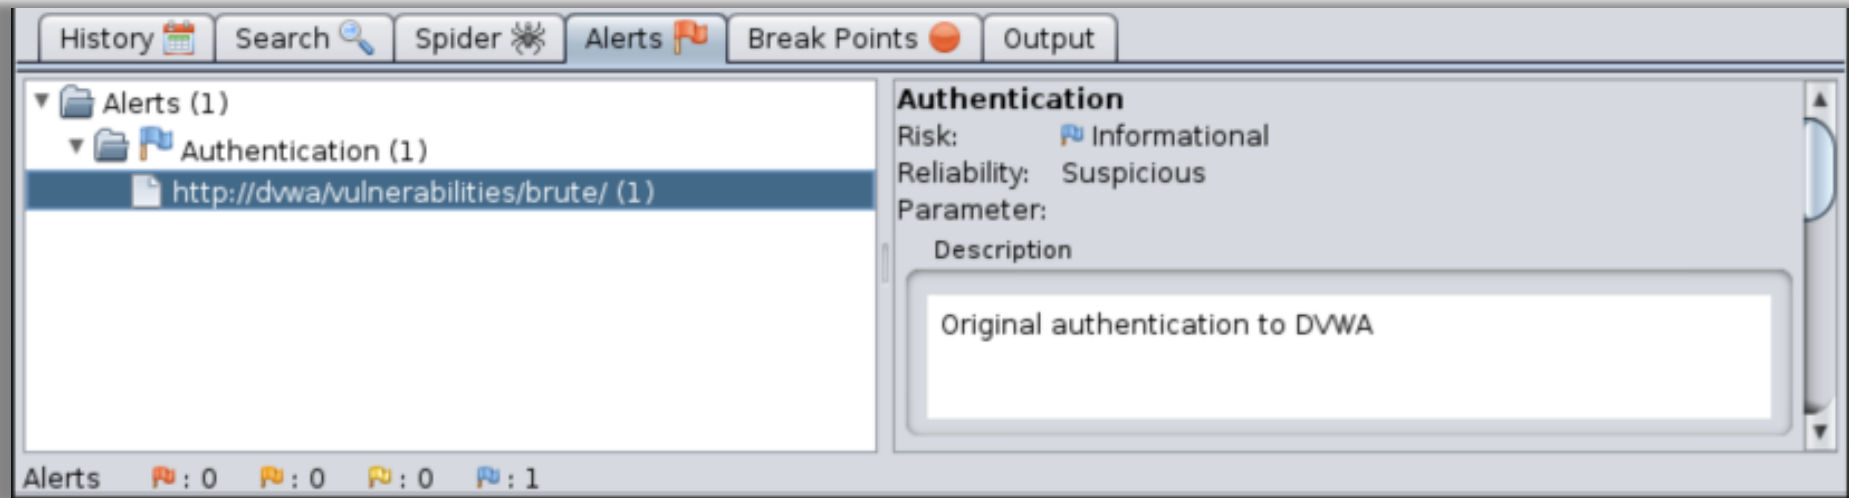 History Search Spider Alerts Break Points Output
Alerts (1)
Authentication (1)
http://dvwa/vulnerabilities/brute/ (1)
Authentication
Risk: Informational
Reliability: Suspicious
Parameter:
Description
Original authentication to DVWA
Alerts : 0 : 0 : 0 : 1